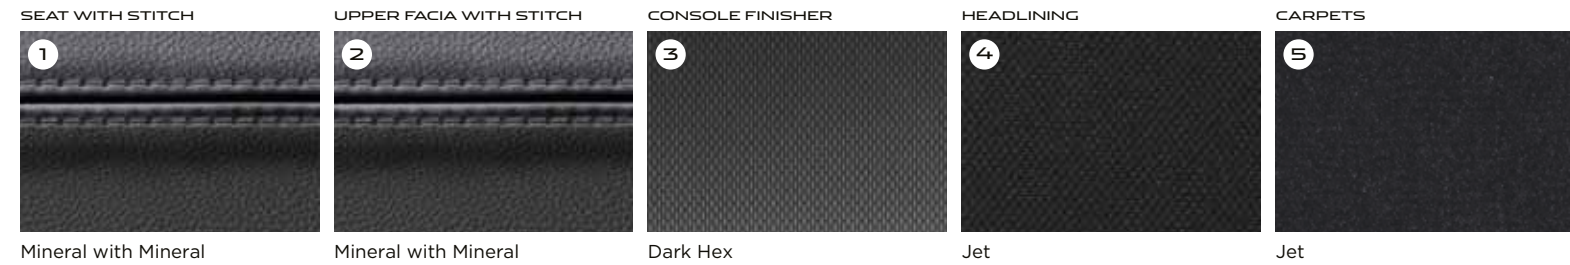 SEAT WITH STITCH
UPPER FACIA WITH STITCH
CONSOLE FINISHER
HEADLINING
CARPETS
1
2
3
4
5
Mineral with Mineral
Mineral with Mineral
Dark Hex
Jet
Jet